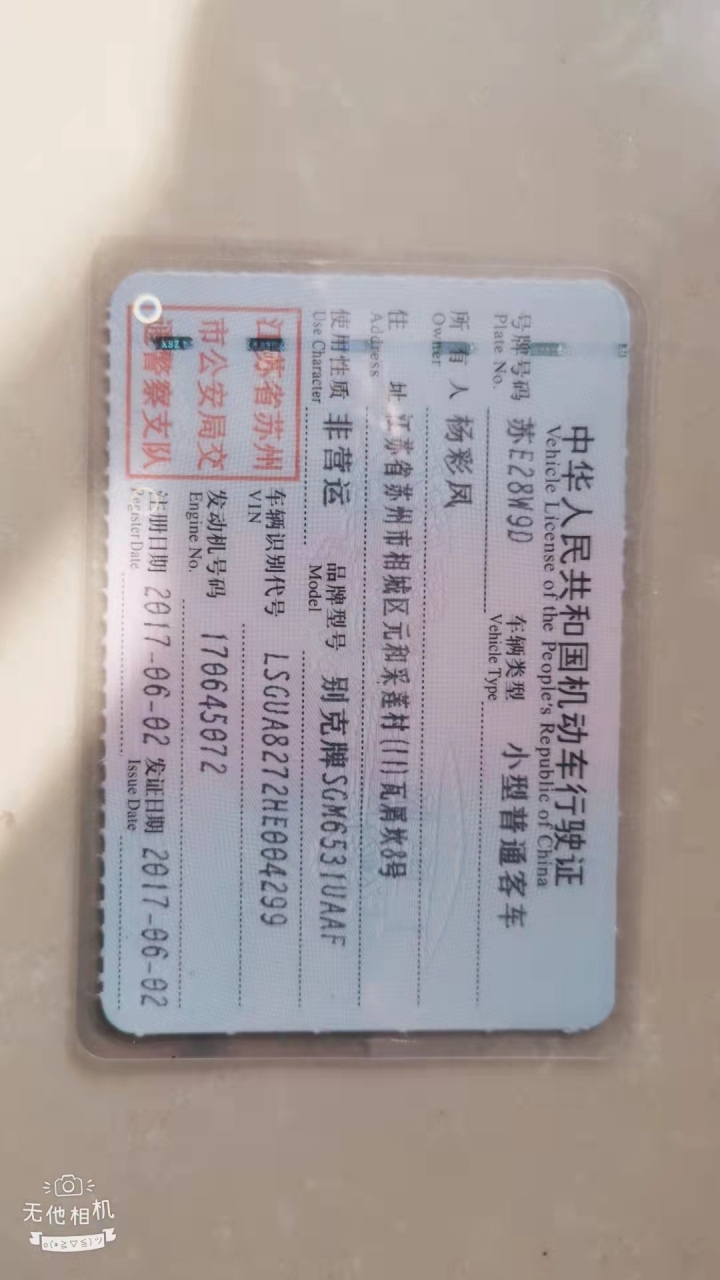 中华人民共和国机动车行驶证
Vehicle License of the People's Republic of China
号牌号码 苏E28W9D 车辆类型 小型普通客车
Plate No. Vehicle Type
所有人 杨彩凤
Owner
住址 江苏省苏州市相城区元和采莲村(11)瓦屑坎8号
Address
使用性质 非营运 品牌型号 别克牌SGM6531UAAF
Use Character Model
江苏省苏州 车辆识别代号 LSGUA8272HE004299
VIN
市公安局交 发动机号码 170645072
Engine No.
通警察支队 注册日期 2017-06-02 发证日期 2017-06-02
Register Date Issue Date
无他相机